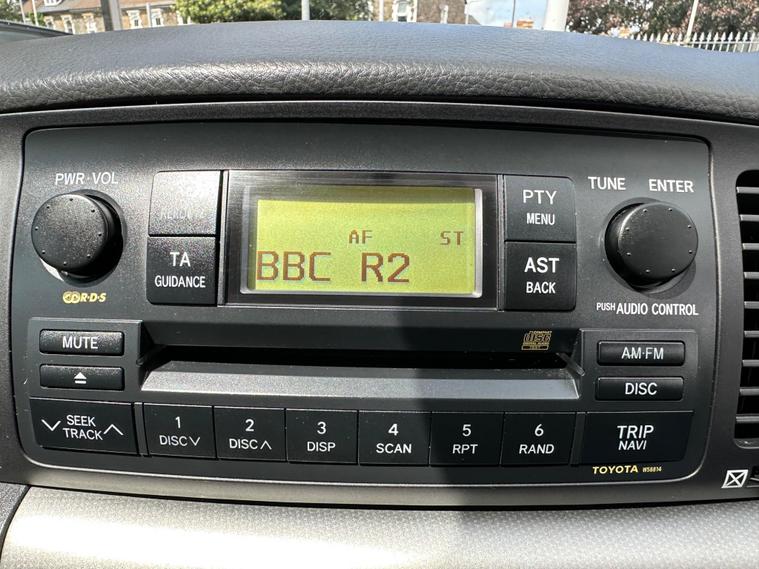 PWR·VOL
TA
GUIDANCE
R·D·S
AF ST
BBC R2
PTY
MENU
AST
BACK
TUNE ENTER
PUSH AUDIO CONTROL
MUTE
SEEK
TRACK
1
DISC
2
DISC
3
DISP
4
SCAN
5
RPT
6
RAND
disc
AM·FM
DISC
TRIP
NAVI
TOYOTA W58814